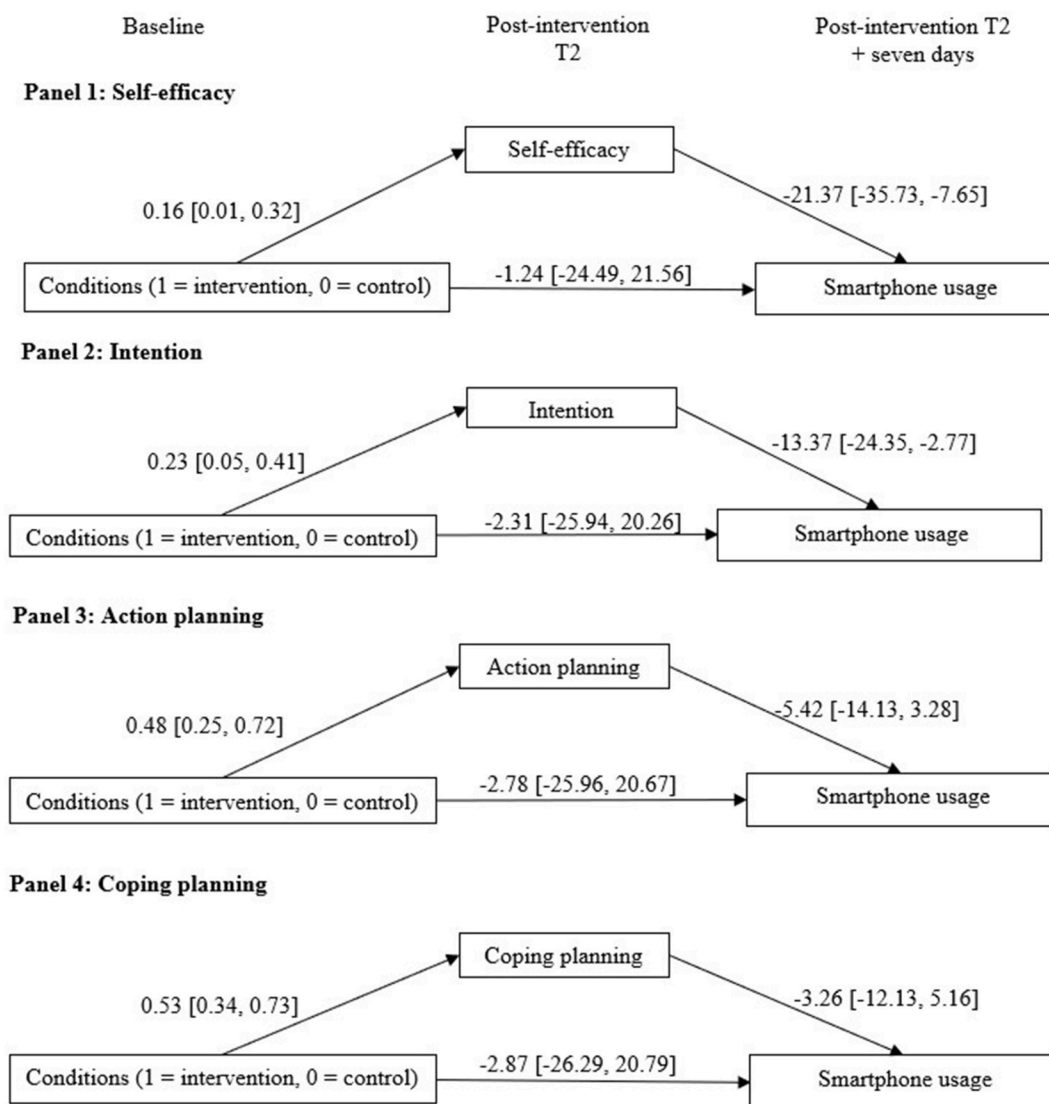 Baseline
Post-intervention
T2
Post-intervention T2
+ seven days
Panel 1: Self-efficacy
Self-efficacy
0.16 [0.01, 0.32]
-21.37 [-35.73, -7.65]
Conditions (1 = intervention, 0 = control)
-1.24 [-24.49, 21.56]
Smartphone usage
Panel 2: Intention
Intention
0.23 [0.05, 0.41]
-13.37 [-24.35, -2.77]
Conditions (1 = intervention, 0 = control)
-2.31 [-25.94, 20.26]
Smartphone usage
Panel 3: Action planning
Action planning
0.48 [0.25, 0.72]
-5.42 [-14.13, 3.28]
Conditions (1 = intervention, 0 = control)
-2.78 [-25.96, 20.67]
Smartphone usage
Panel 4: Coping planning
Coping planning
0.53 [0.34, 0.73]
-3.26 [-12.13, 5.16]
Conditions (1 = intervention, 0 = control)
-2.87 [-26.29, 20.79]
Smartphone usage